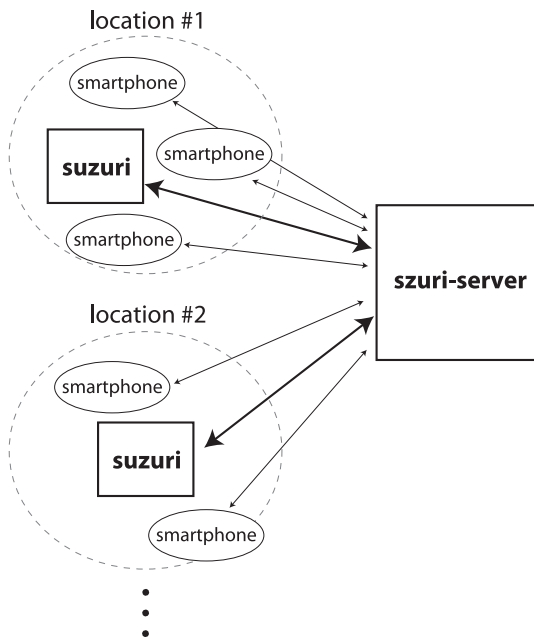 location #1
smartphone
smartphone
suzuri
smartphone
szuri-server
location #2
smartphone
suzuri
smartphone